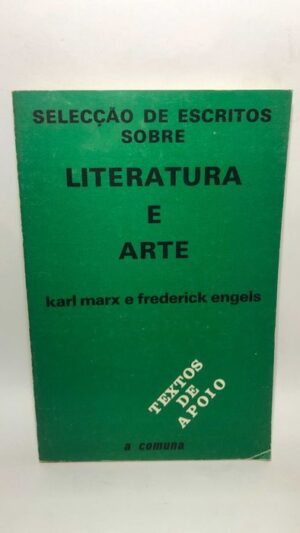 SELECÇÃO DE ESCRITOS
SOBRE
LITERATURA
E
ARTE
karl marx e frederick engels
TEXTOS
DE
APOIO
a comuna